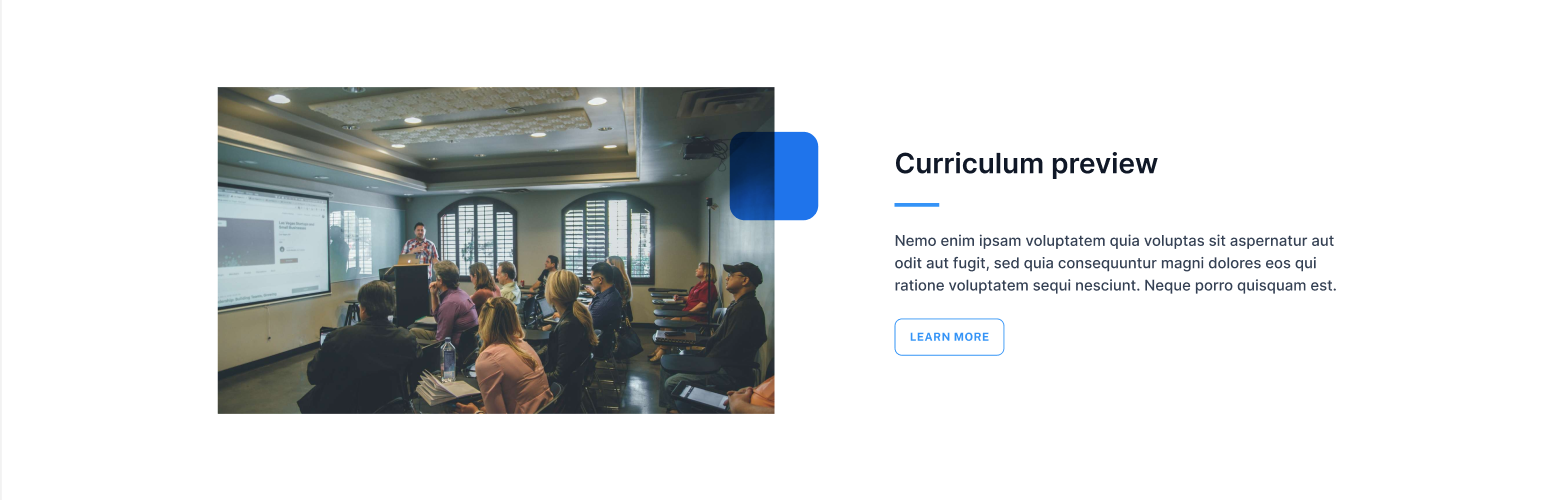 Curriculum preview
Nemo enim ipsam voluptatem quia voluptas sit aspernatur aut
odit aut fugit, sed quia consequuntur magni dolores eos qui
ratione voluptatem sequi nesciunt. Neque porro quisquam est.
LEARN MORE